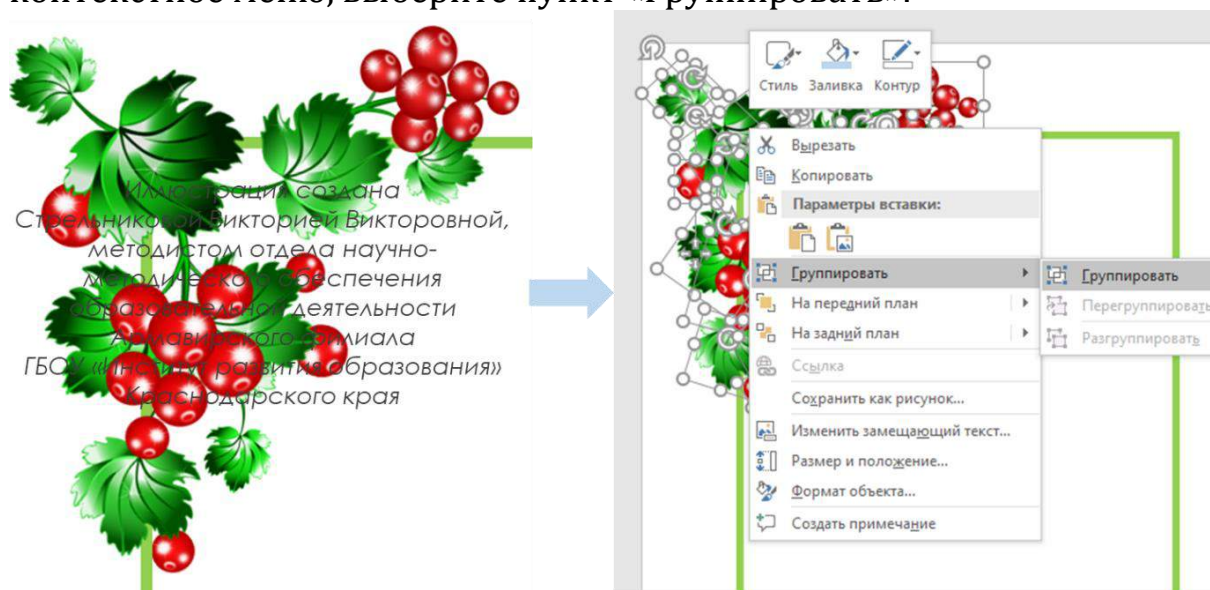 контекстное меню, выберите пункт «Группировать».
Иллюстрация создана
Стрельниковой Викторией Викторовной,
методистом отдела научно-
методического обеспечения
образовательной деятельности
Армавирского филиала
ГБОУ «Институт развития образования»
Краснодарского края
Стиль Заливка Контур
Вырезать
Копировать
Параметры вставки:
Группировать
На передний план
На задний план
Ссылка
Сохранить как рисунок...
Изменить замещающий текст...
Размер и положение...
Формат объекта...
Создать примечание
Группировать
Перегруппировать
Разгруппировать